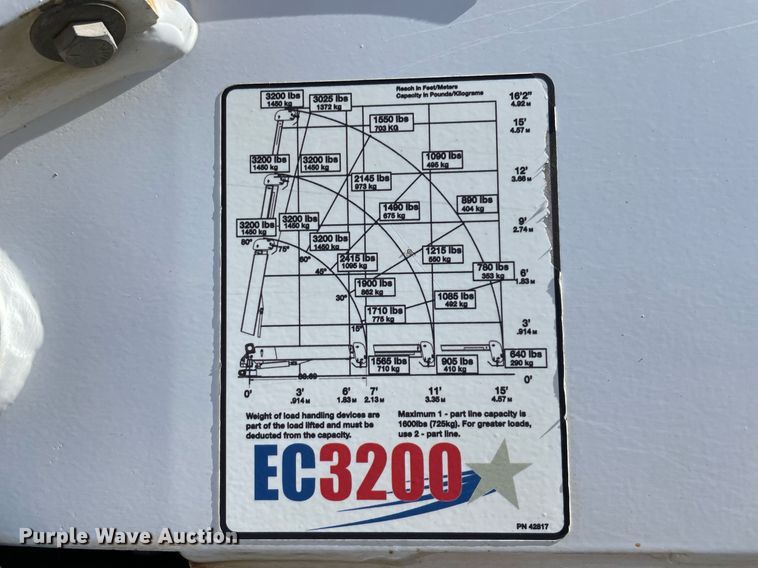 Reach in Feet/Meters
Capacity in Pounds/Kilograms
3200 lbs
1450 kg
3025 lbs
1372 kg
16'2"
4.92 M
1550 lbs
703 KG
15'
4.57 M
3200 lbs
1450 kg
3200 lbs
1450 kg
1090 lbs
495 kg
12'
3.66 M
2145 lbs
973 kg
890 lbs
404 kg
1490 lbs
675 kg
3200 lbs
1450 kg
3200 lbs
1450 kg
9'
2.74 M
80°
75°
3200 lbs
1450 kg
60°
2415 lbs
1095 kg
1215 lbs
550 kg
45°
780 lbs
353 kg
6'
1.83 M
1900 lbs
862 kg
30°
1085 lbs
492 kg
1710 lbs
775 kg
15°
3'
.914 M
1565 lbs
710 kg
905 lbs
410 kg
640 lbs
290 kg
0'
0'
3'
.914 M
6'
1.83 M
7'
2.13 M
11'
3.35 M
15'
4.57 M
Weight of load handling devices are
part of the load lifted and must be
deducted from the capacity.
Maximum 1 - part line capacity is
1600lbs (725kg). For greater loads,
use 2 - part line.
EC3200
PN 42817
Purple Wave Auction